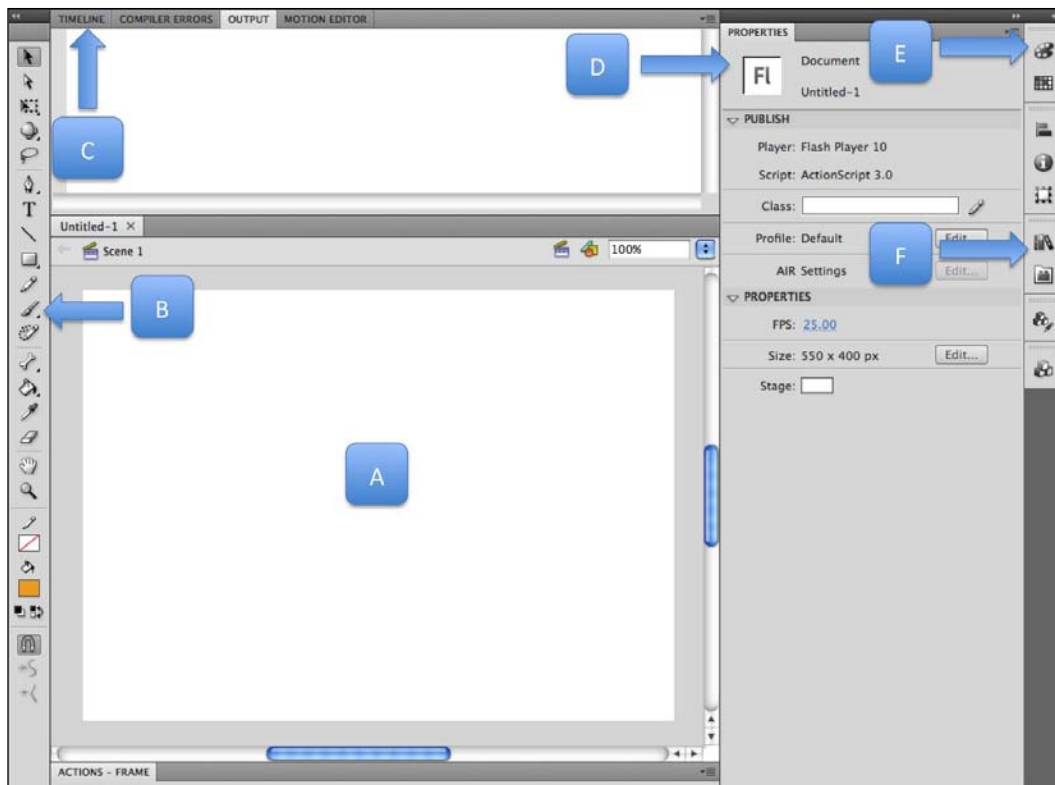 TIMELINE COMPILER ERRORS OUTPUT MOTION EDITOR
C
D
E
PROPERTIES
Fl
Document
Untitled-1
PUBLISH
Player: Flash Player 10
Script: ActionScript 3.0
Class:
Profile: Default
Edit...
F
AIR Settings
Edit...
PROPERTIES
FPS: 25.00
Size: 550 x 400 px
Edit...
Stage:
Untitled-1
Scene 1
100%
T
B
A
ACTIONS - FRAME